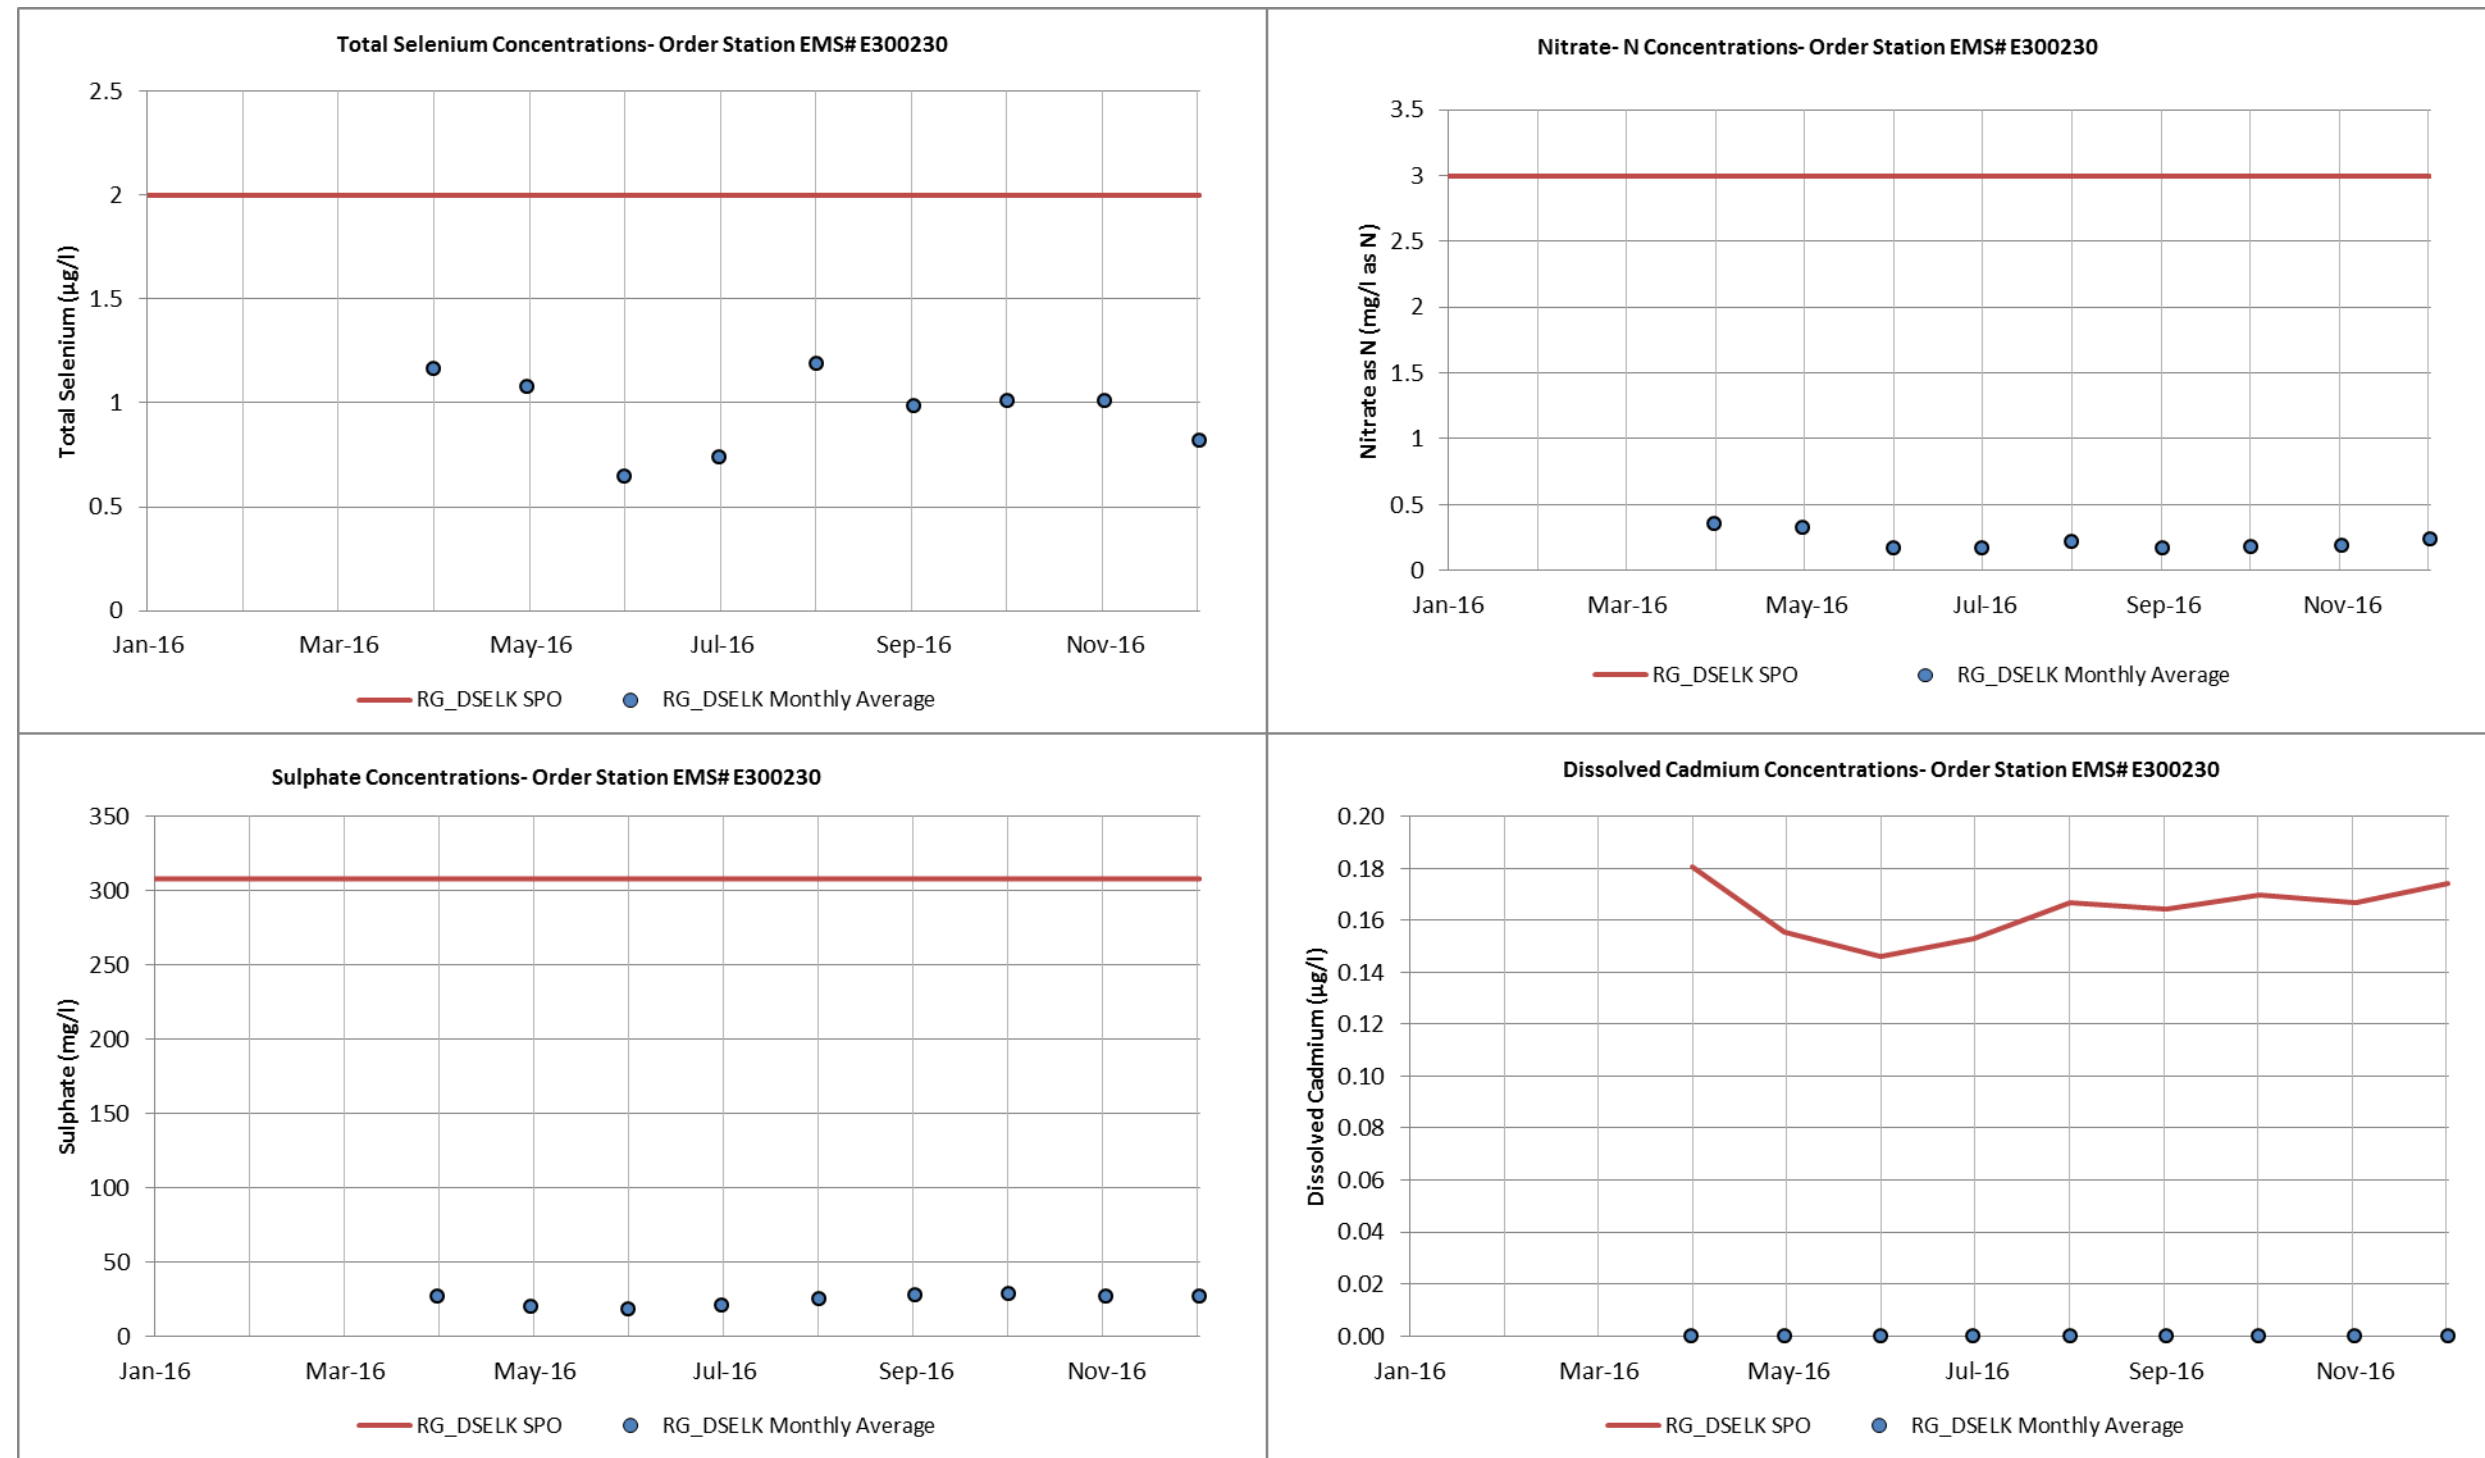 Total Selenium Concentrations- Order Station EMS# E300230
2.5
2
1.5
1
0.5
0
Total Selenium (µg/l)
Jan-16 Mar-16 May-16 Jul-16 Sep-16 Nov-16
RG_DSELK SPO RG_DSELK Monthly Average
Nitrate- N Concentrations- Order Station EMS# E300230
3.5
3
2.5
2
1.5
1
0.5
0
Nitrate as N (mg/l as N)
Jan-16 Mar-16 May-16 Jul-16 Sep-16 Nov-16
RG_DSELK SPO RG_DSELK Monthly Average
Sulphate Concentrations- Order Station EMS# E300230
350
300
250
200
150
100
50
0
Sulphate (mg/l)
Jan-16 Mar-16 May-16 Jul-16 Sep-16 Nov-16
RG_DSELK SPO RG_DSELK Monthly Average
Dissolved Cadmium Concentrations- Order Station EMS# E300230
0.20
0.18
0.16
0.14
0.12
0.10
0.08
0.06
0.04
0.02
0.00
Dissolved Cadmium (µg/l)
Jan-16 Mar-16 May-16 Jul-16 Sep-16 Nov-16
RG_DSELK SPO RG_DSELK Monthly Average